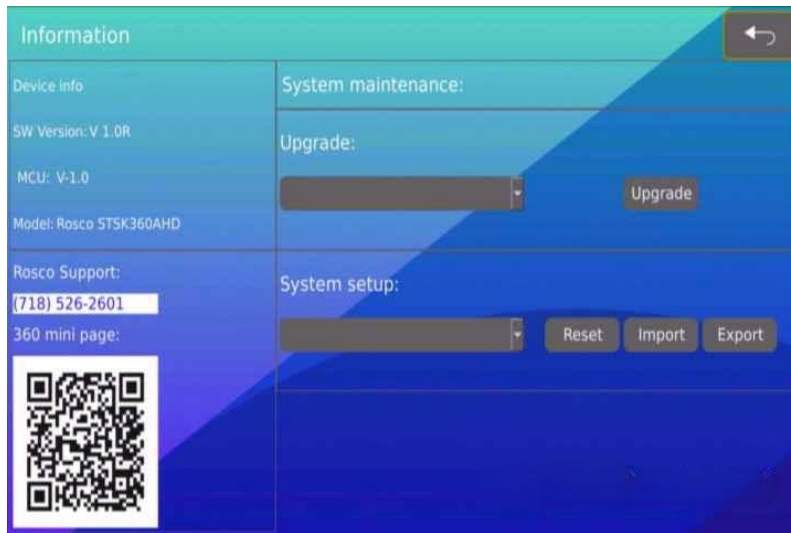 Information
Device info
SW Version: V 1.0R
MCU: V-1.0
Model: Rosco STSK360AHD
Rosco Support:
(718) 526-2601
360 mini page:
System maintenance:
Upgrade:
Upgrade
System setup:
Reset Import Export